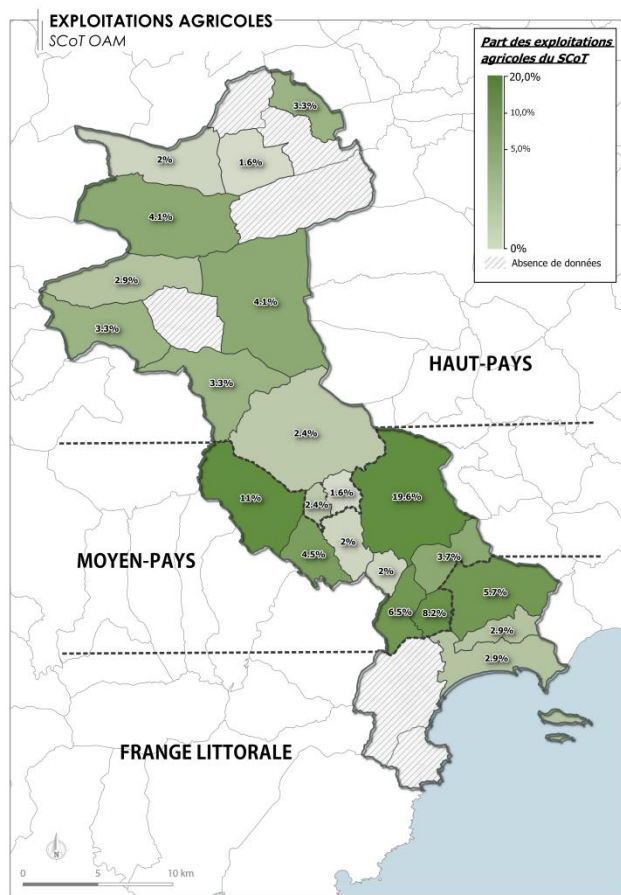 EXPLOITATIONS AGRICOLES
SCoT OAM
Part des exploitations
agricoles du SCoT
20,0%
10,0%
5,0%
0%
Absence de données
3.3%
2%
1.6%
4.1%
2.9%
4.1%
3.3%
3.3%
HAUT-PAYS
2.4%
11%
1.6%
19.6%
2.4%
2%
4.5%
MOYEN-PAYS
3.7%
2%
5.7%
6.5%
8.2%
2.9%
2.9%
FRANGE LITTORALE
N
0
5
10 km